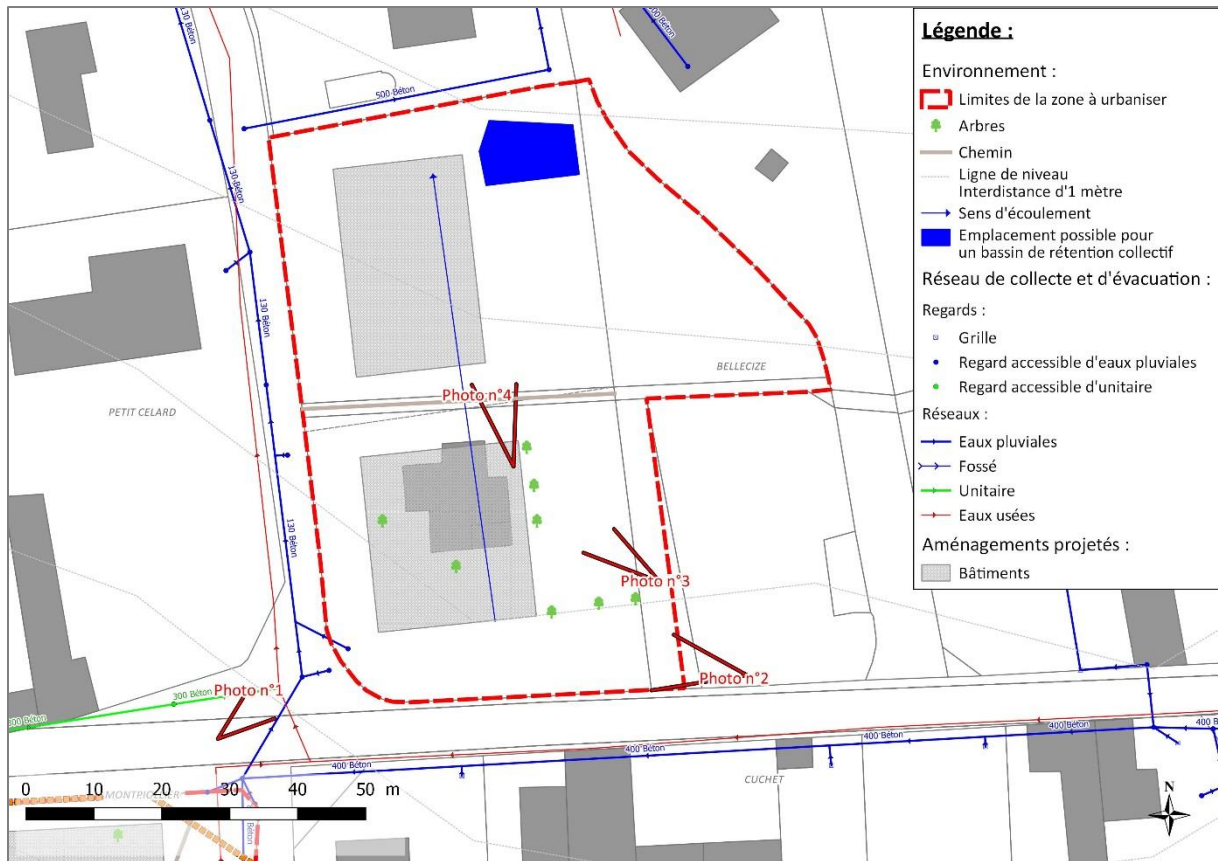 130 Béton
500 Béton
130 Béton
130 Béton
130 Béton
BELLECIZE
PETIT CELARD
Photo n°4
Photo n°3
Photo n°2
Photo n°1
300 Béton
400 Béton
400 Béton
400 Béton
400 Béton
400 Béton
CUCHET
0 10 20 30 40 50 m
N
Légende :
Environnement :
Limites de la zone à urbaniser
Arbres
Chemin
Ligne de niveau
Interdistance d'1 mètre
Sens d'écoulement
Emplacement possible pour
un bassin de rétention collectif
Réseau de collecte et d'évacuation :
Regards :
Grille
Regard accessible d'eaux pluviales
Regard accessible d'unitaire
Réseaux :
Eaux pluviales
Fossé
Unitaire
Eaux usées
Aménagements projetés :
Bâtiments